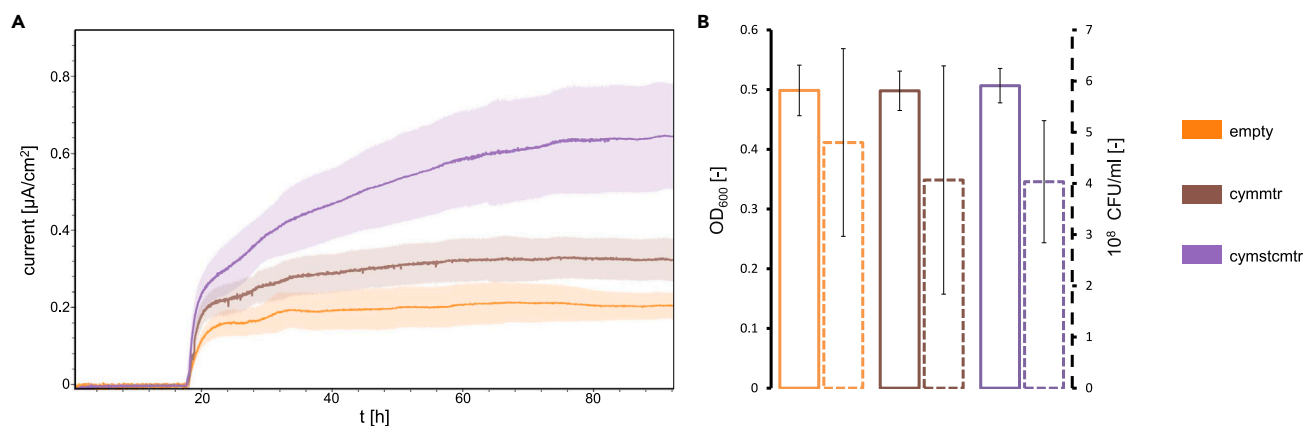 A
current [µA/cm²]
0.8
0.6
0.4
0.2
0
20
40
60
80
t [h]
B
OD₆₀₀ [-]
0.6
0.5
0.4
0.3
0.2
0.1
0
7
6
5
4
3
2
1
0
10⁸ CFU/ml [-]
empty
cymmtr
cymstcmtr